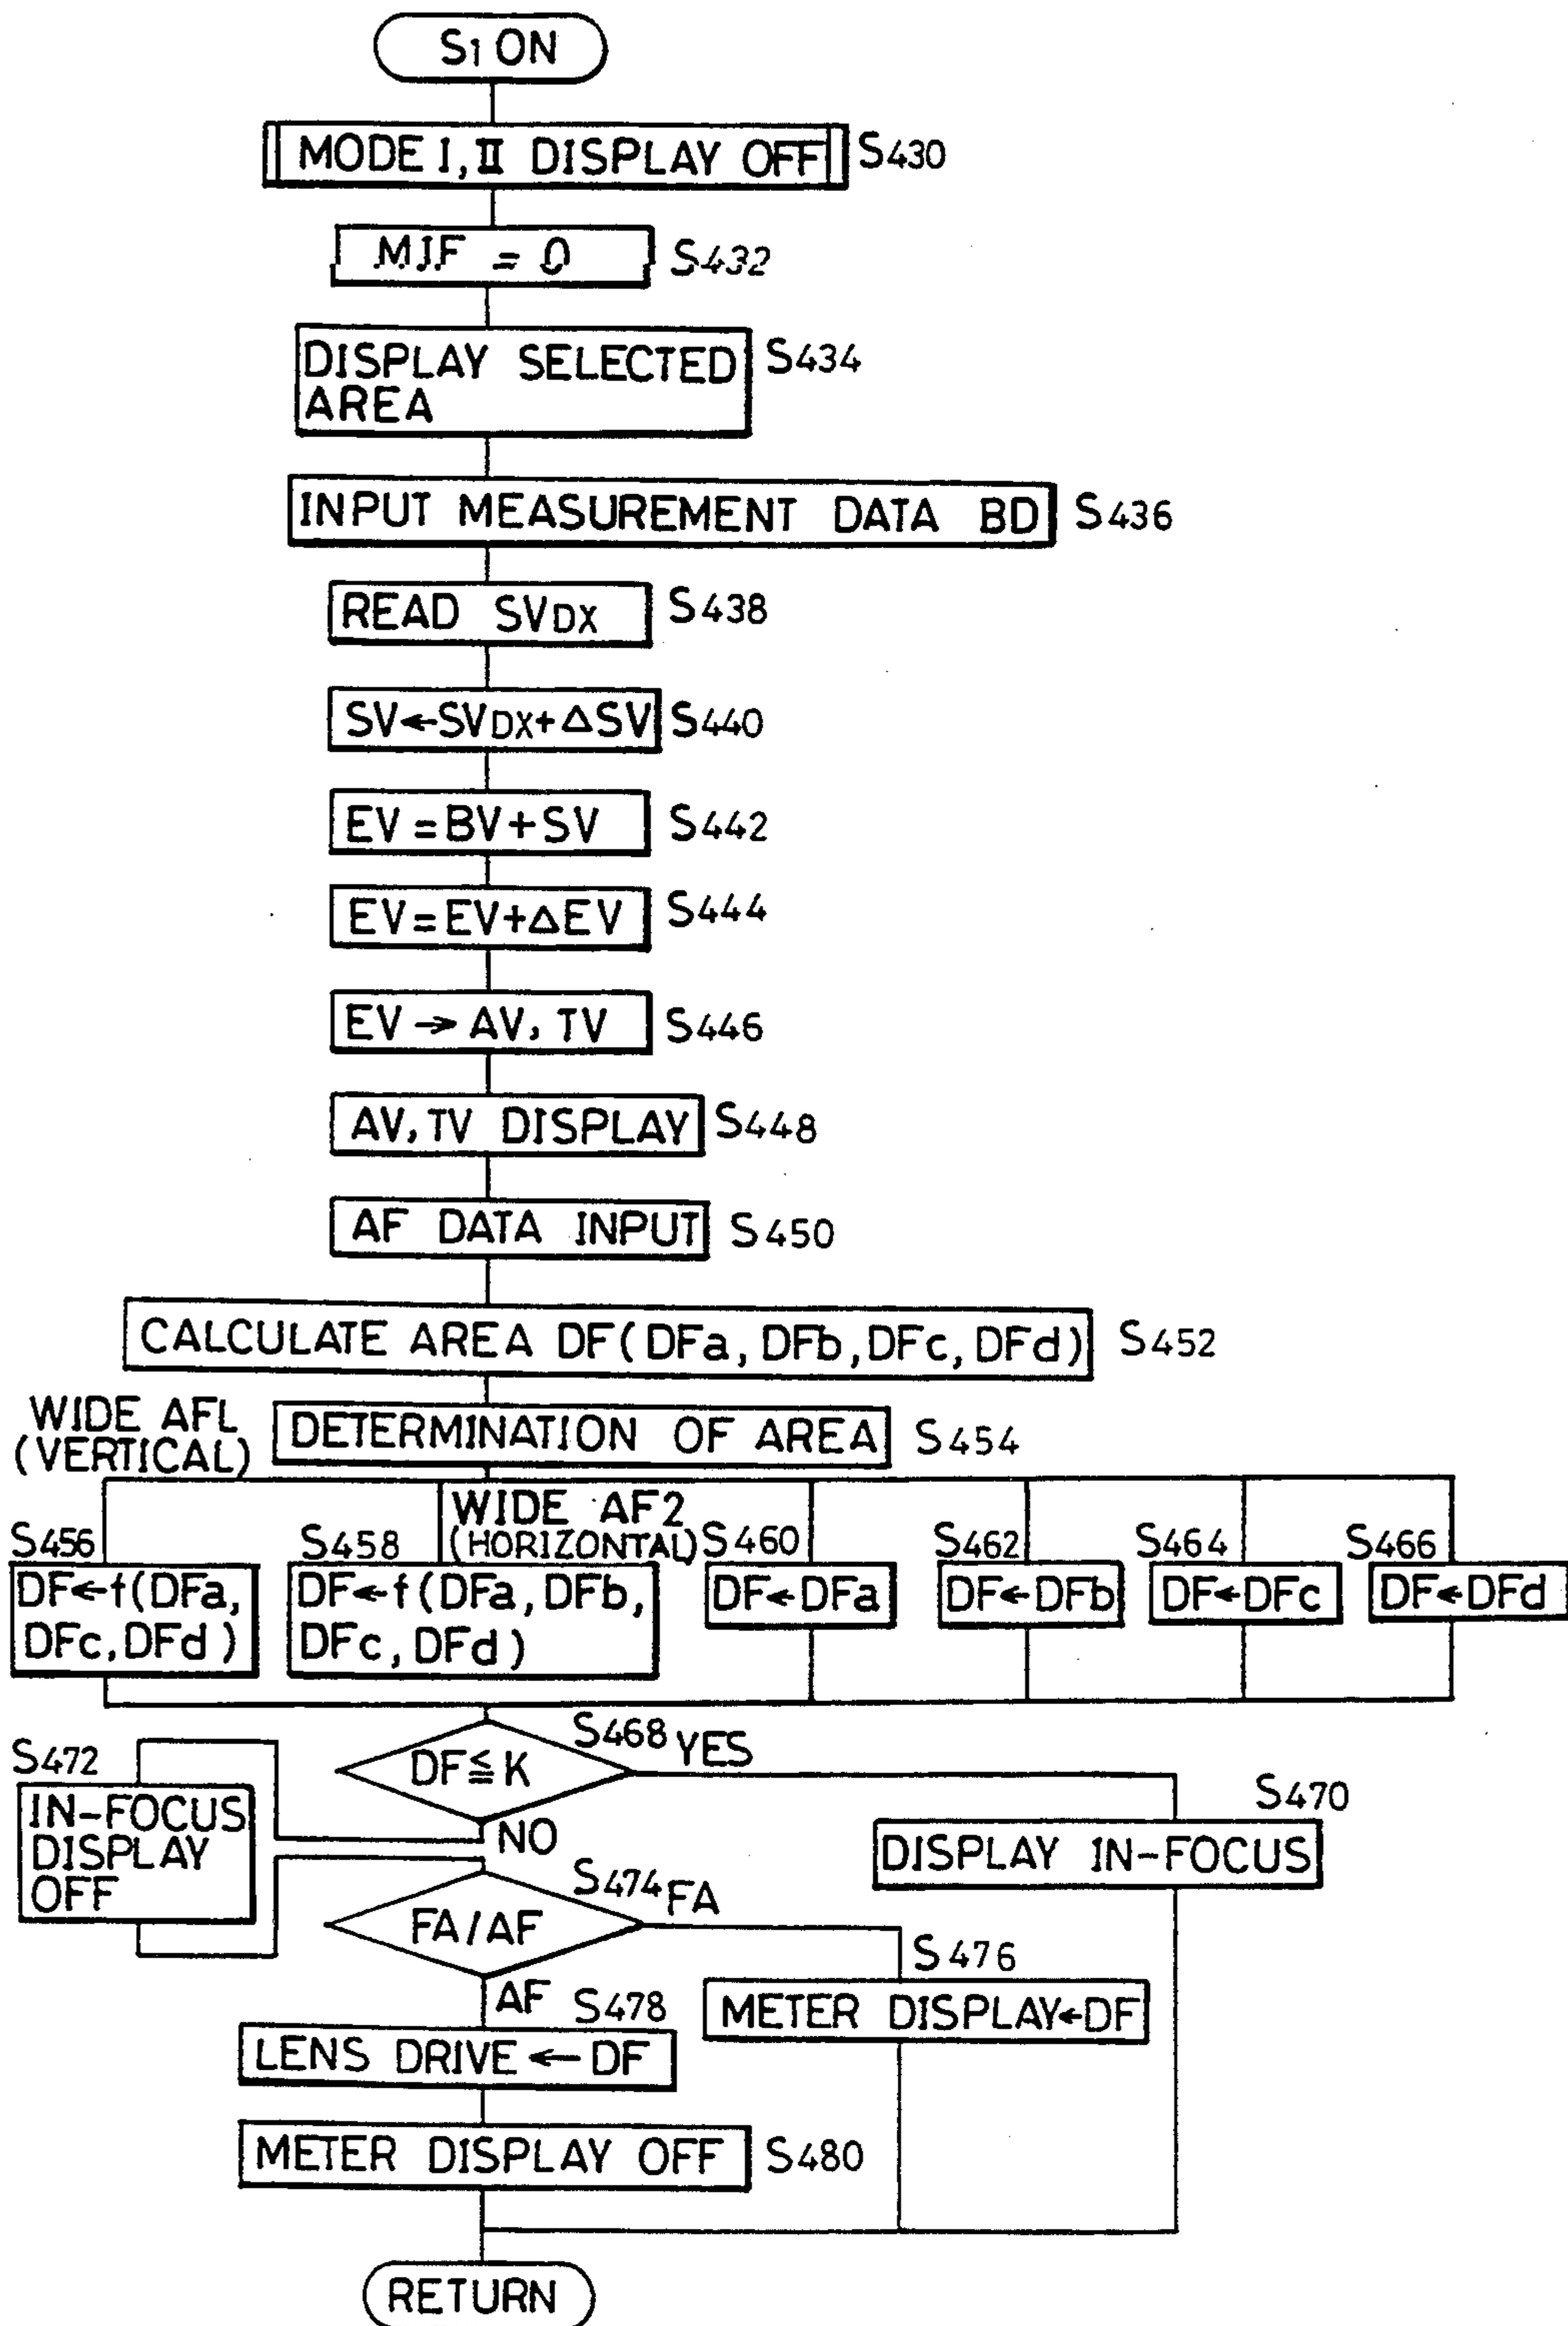 S1 ON
MODE I, II DISPLAY OFF S430
M.I.F = 0 S432
DISPLAY SELECTED S434
AREA
INPUT MEASUREMENT DATA BD S436
READ SVDX S438
SV←SVDX+ΔSV S440
EV=BV+SV S442
EV=EV+ΔEV S444
EV→AV, TV S446
AV, TV DISPLAY S448
AF DATA INPUT S450
CALCULATE AREA DF(DFa, DFb, DFc, DFd) S452
WIDE AFL
(VERTICAL)
DETERMINATION OF AREA S454
WIDE AF2
(HORIZONTAL)
S456
DF←f(DFa,
DFc, DFd)
S458
DF←f(DFa, DFb,
DFc, DFd)
S460
DF←DFa
S462
DF←DFb
S464
DF←DFc
S466
DF←DFd
S468
DF≦K
YES
NO
S470
DISPLAY IN-FOCUS
S472
IN-FOCUS
DISPLAY
OFF
S474
FA/AF
FA
AF
S476
METER DISPLAY←DF
S478
LENS DRIVE ← DF
METER DISPLAY OFF S480
RETURN